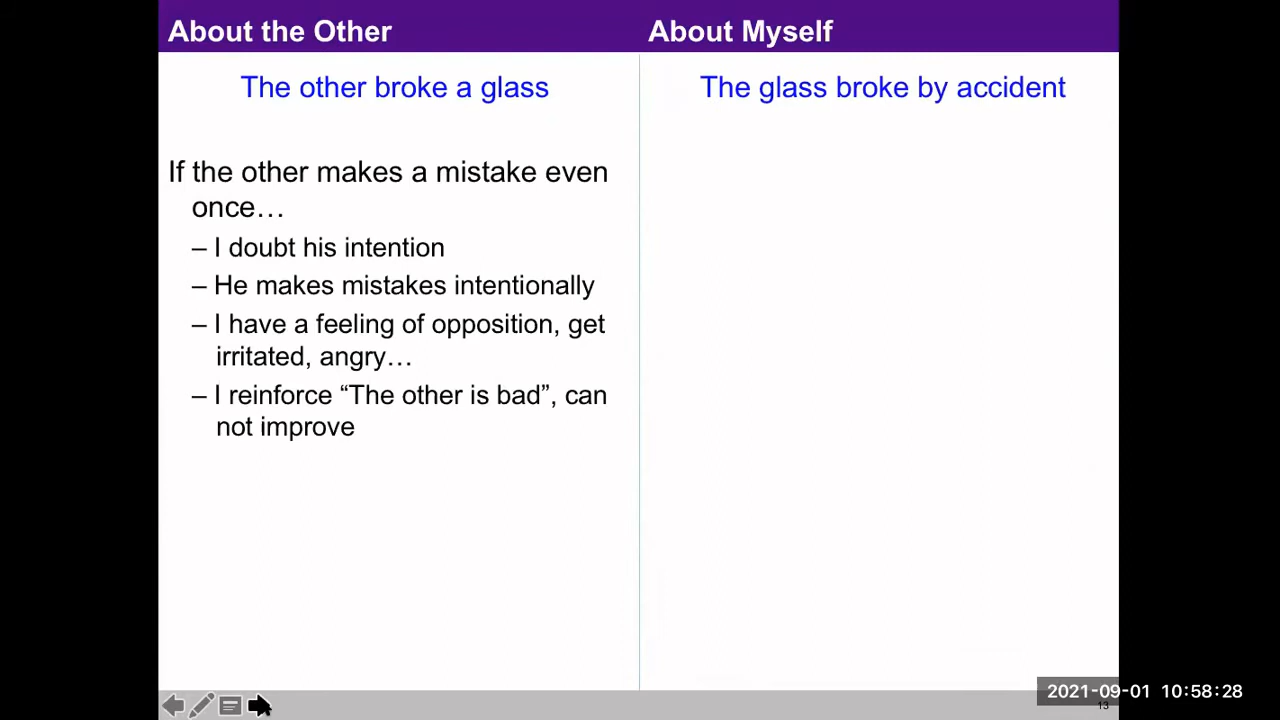 About the Other
About Myself
The other broke a glass
The glass broke by accident
If the other makes a mistake even
once…
– I doubt his intention
– He makes mistakes intentionally
– I have a feeling of opposition, get
irritated, angry…
– I reinforce “The other is bad”, can
not improve
2021-09-01 10:58:28
13